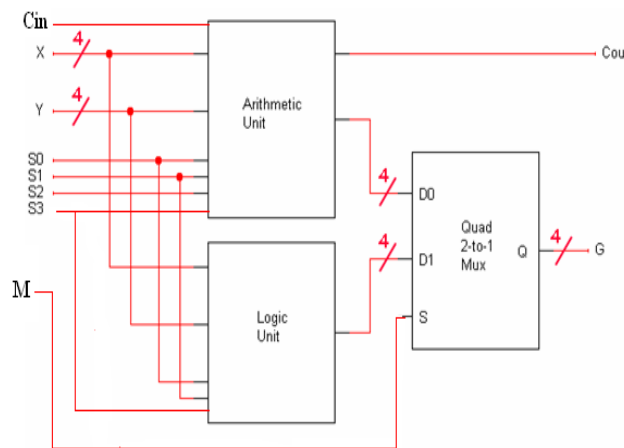 Cin
X
4
Y
4
S0
S1
S2
S3
M
Arithmetic
Unit
Cou
4
D0
Logic
Unit
4
D1
Quad
2-to-1
Mux
Q
S
4
G